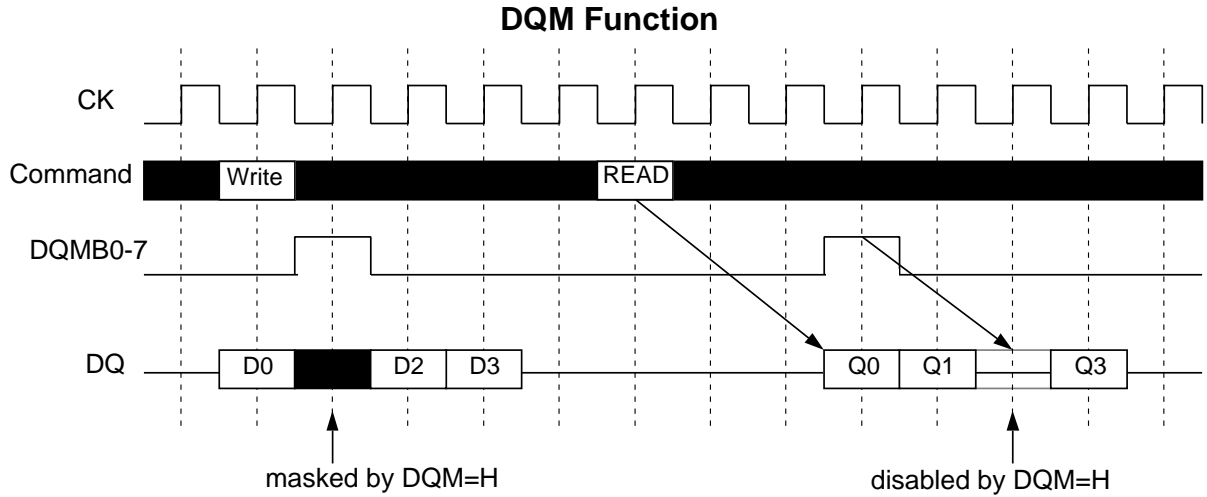 DQM Function
CK
Command Write READ
DQMB0-7
DQ D0 D2 D3 Q0 Q1 Q3
masked by DQM=H disabled by DQM=H